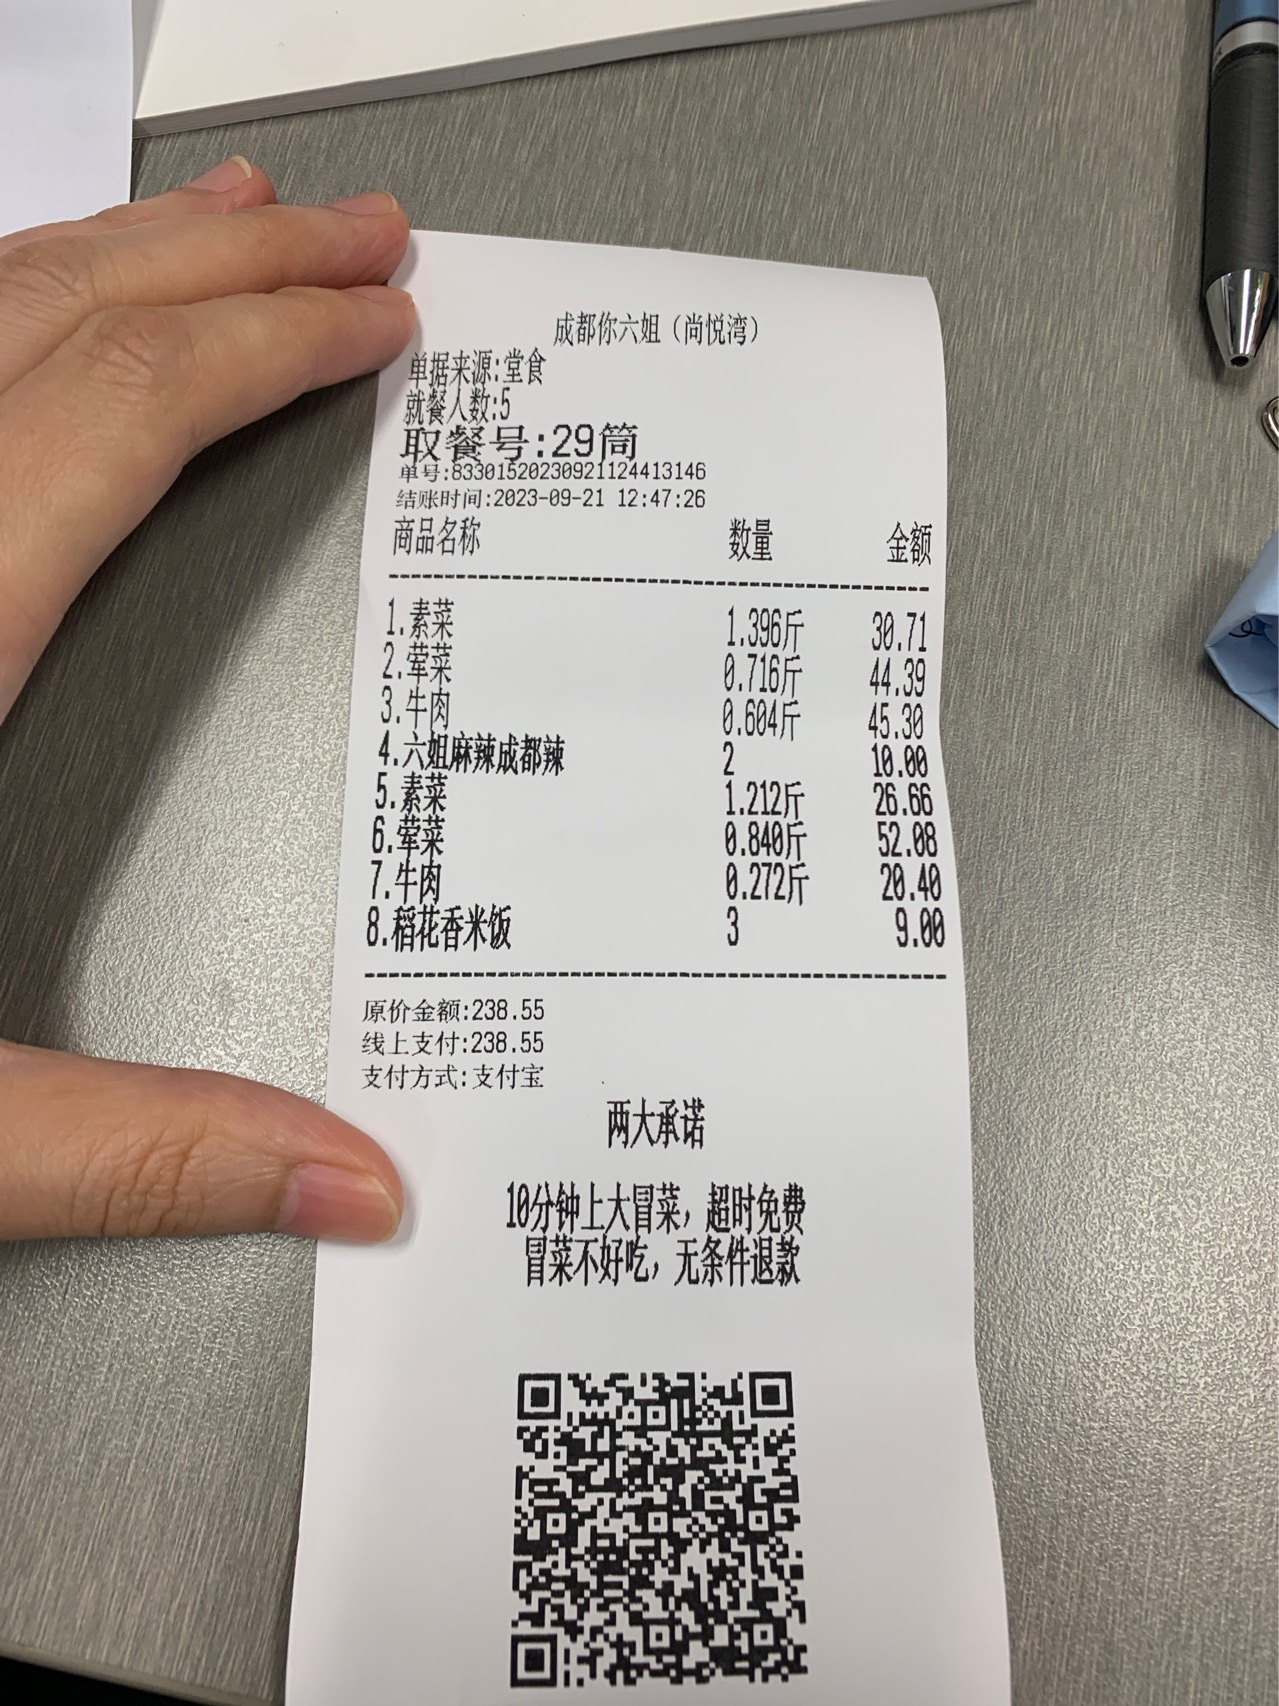 成都你六姐（尚悦湾）
单据来源:堂食
就餐人数:5
取餐号:29筒
单号:83301520230921124413146
结账时间:2023-09-21 12:47:26
商品名称 数量 金额
1.素菜 1.396斤 30.71
2.荤菜 0.716斤 44.39
3.牛肉 0.604斤 45.30
4.六姐麻辣成都辣 2 10.00
5.素菜 1.212斤 26.66
6.荤菜 0.840斤 52.08
7.牛肉 0.272斤 20.40
8.稻花香米饭 3 9.00
原价金额:238.55
线上支付:238.55
支付方式:支付宝
两大承诺
10分钟上大冒菜，超时免费
冒菜不好吃，无条件退款